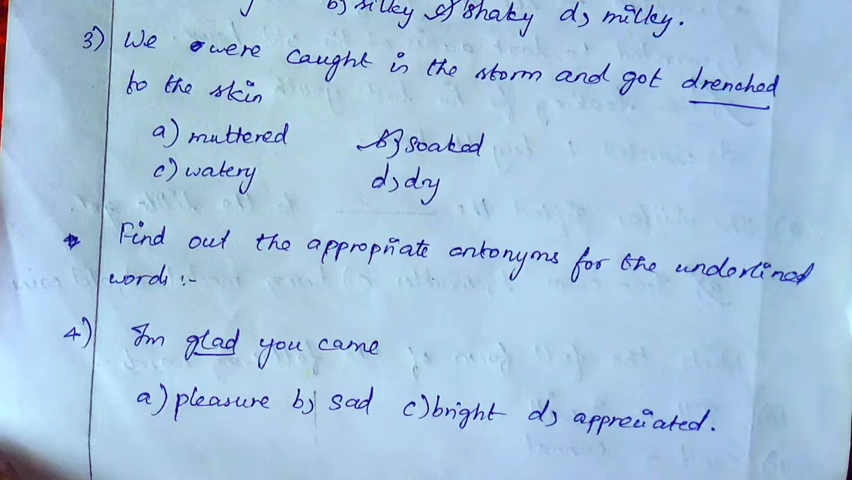 b) silky c) shaky d) milky.
3) We were caught in the storm and got drenched
to the skin
a) muttered b) soaked
c) watery d) dry
* Find out the appropriate antonyms for the underlined
words :-
4) I'm glad you came
a) pleasure b) sad c) bright d) appreciated.